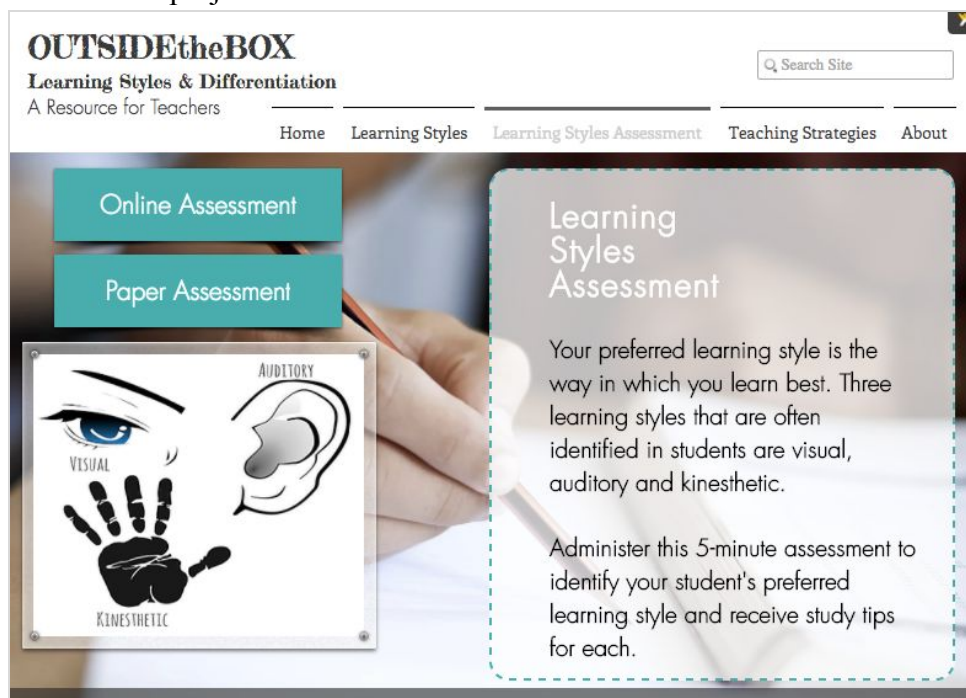 OUTSIDEtheBOX
Learning Styles & Differentiation
A Resource for Teachers
Search Site
Home Learning Styles Learning Styles Assessment Teaching Strategies About
Online Assessment
Paper Assessment
AUDITORY
VISUAL
KINESTHETIC
Learning
Styles
Assessment
Your preferred learning style is the
way in which you learn best. Three
learning styles that are often
identified in students are visual,
auditory and kinesthetic.
Administer this 5-minute assessment to
identify your student's preferred
learning style and receive study tips
for each.